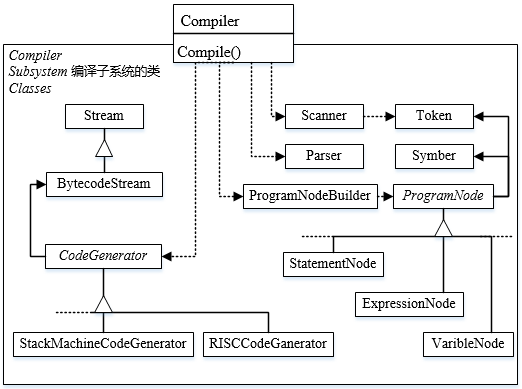 Compiler
Compile()
Compiler
Subsystem 编译子系统的类
Classes
Stream
Scanner
Token
Parser
Symber
BytecodeStream
ProgramNodeBuilder
ProgramNode
CodeGenerator
StatementNode
ExpressionNode
StackMachineCodeGenerator
RISCCodeGanerator
VaribleNode